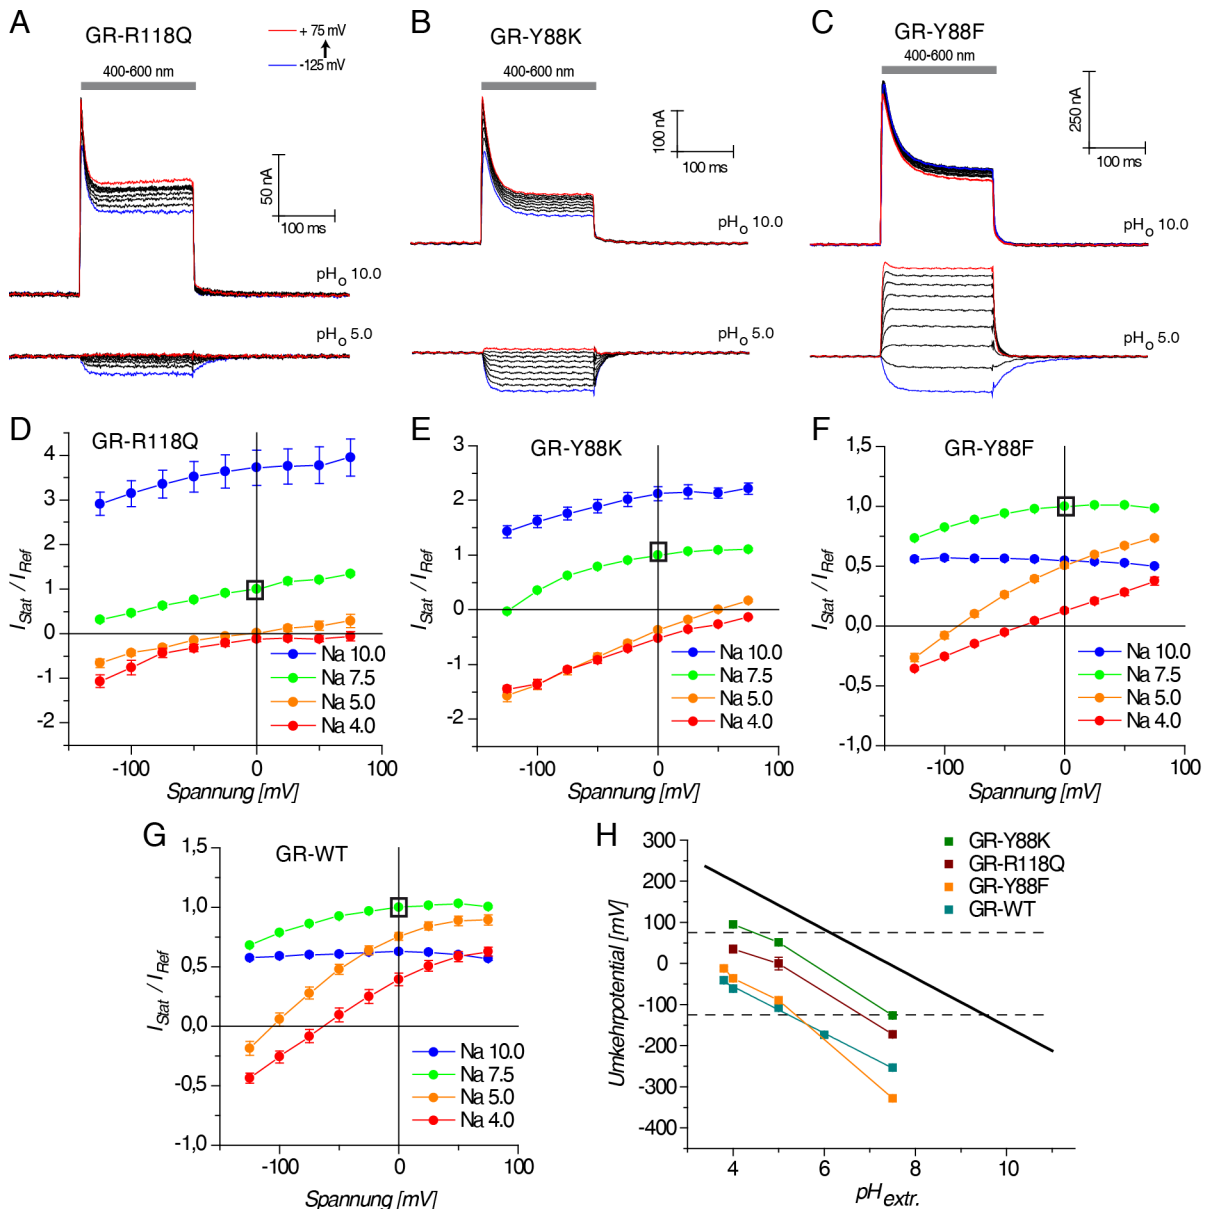 A
GR-R118Q
+ 75 mV
-125 mV
400-600 nm
50 nA
100 ms
pHo 10.0
pHo 5.0
B
GR-Y88K
400-600 nm
100 nA
100 ms
pHo 10.0
pHo 5.0
C
GR-Y88F
400-600 nm
250 nA
100 ms
pHo 10.0
pHo 5.0
D
GR-R118Q
4
3
2
1
0
-1
-2
IStat / IRef
Na 10.0
Na 7.5
Na 5.0
Na 4.0
-100
0
100
Spannung [mV]
E
GR-Y88K
3
2
1
0
-1
-2
IStat / IRef
Na 10.0
Na 7.5
Na 5.0
Na 4.0
-100
0
100
Spannung [mV]
F
GR-Y88F
1,5
1,0
0,5
0,0
-0,5
-1,0
IStat / IRef
Na 10.0
Na 7.5
Na 5.0
Na 4.0
-100
0
100
Spannung [mV]
G
GR-WT
1,5
1,0
0,5
0,0
-0,5
-1,0
IStat / IRef
Na 10.0
Na 7.5
Na 5.0
Na 4.0
-100
0
100
Spannung [mV]
H
GR-Y88K
GR-R118Q
GR-Y88F
GR-WT
300
200
100
0
-100
-200
-300
-400
Umkehrpotential [mV]
4
6
8
10
pHextr.